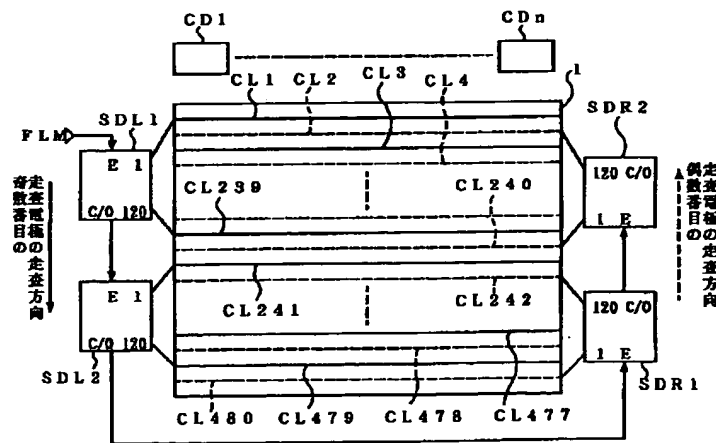 CD1
CDn
CL1
CL2
CL3
CL4
1
SDL1
SDR2
FLM
E 1
C/O 120
120 C/O
1 E
奇数番目の
走査電極の走査方向
偶数番目の
走査電極の走査方向
CL239
CL240
E 1
C/O 120
CL241
CL242
120 C/O
1 E
SDL2
SDR1
CL480
CL479
CL478
CL477